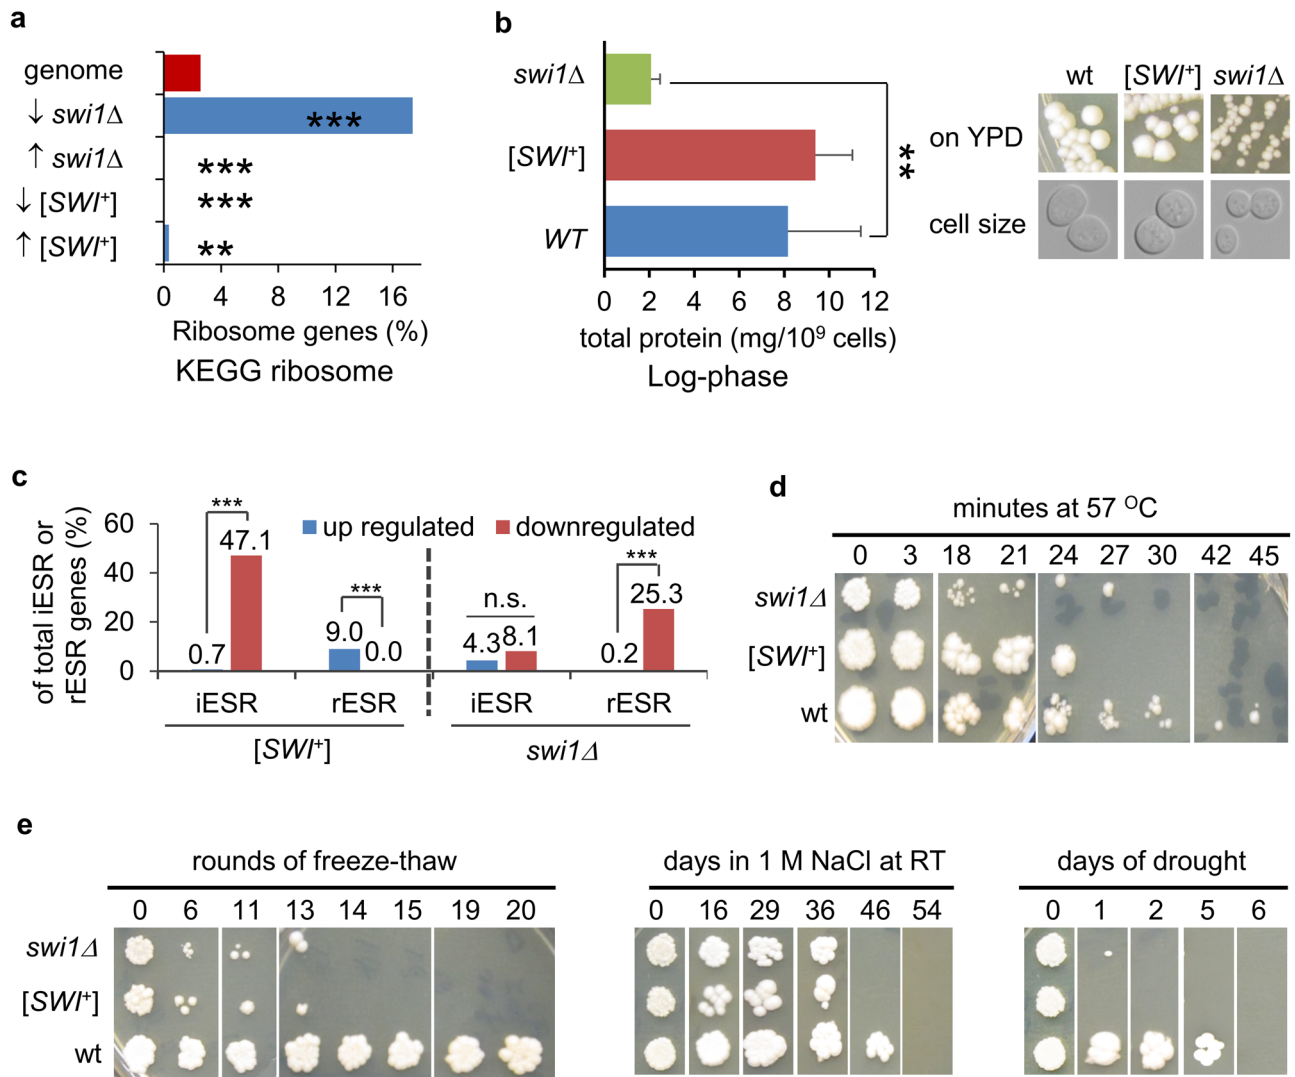 a
genome
↓ swi1Δ
***
↑ swi1Δ
***
↓ [SWI⁺]
***
↑ [SWI⁺]
**
0 4 8 12 16
Ribosome genes (%)
KEGG ribosome
b
swi1Δ
[SWI⁺]
WT
**
0 2 4 6 8 10 12
total protein (mg/10⁹ cells)
Log-phase
wt [SWI⁺] swi1Δ
on YPD
cell size
c
of total iESR or
rESR genes (%)
60
40
20
0
up regulated downregulated
***
47.1
0.7
***
9.0
0.0
n.s.
4.3
8.1
***
25.3
0.2
iESR rESR iESR rESR
[SWI⁺] swi1Δ
d
minutes at 57 ᴼC
0 3 18 21 24 27 30 42 45
swi1Δ
[SWI⁺]
wt
e
rounds of freeze-thaw
0 6 11 13 14 15 19 20
swi1Δ
[SWI⁺]
wt
days in 1 M NaCl at RT
0 16 29 36 46 54
days of drought
0 1 2 5 6